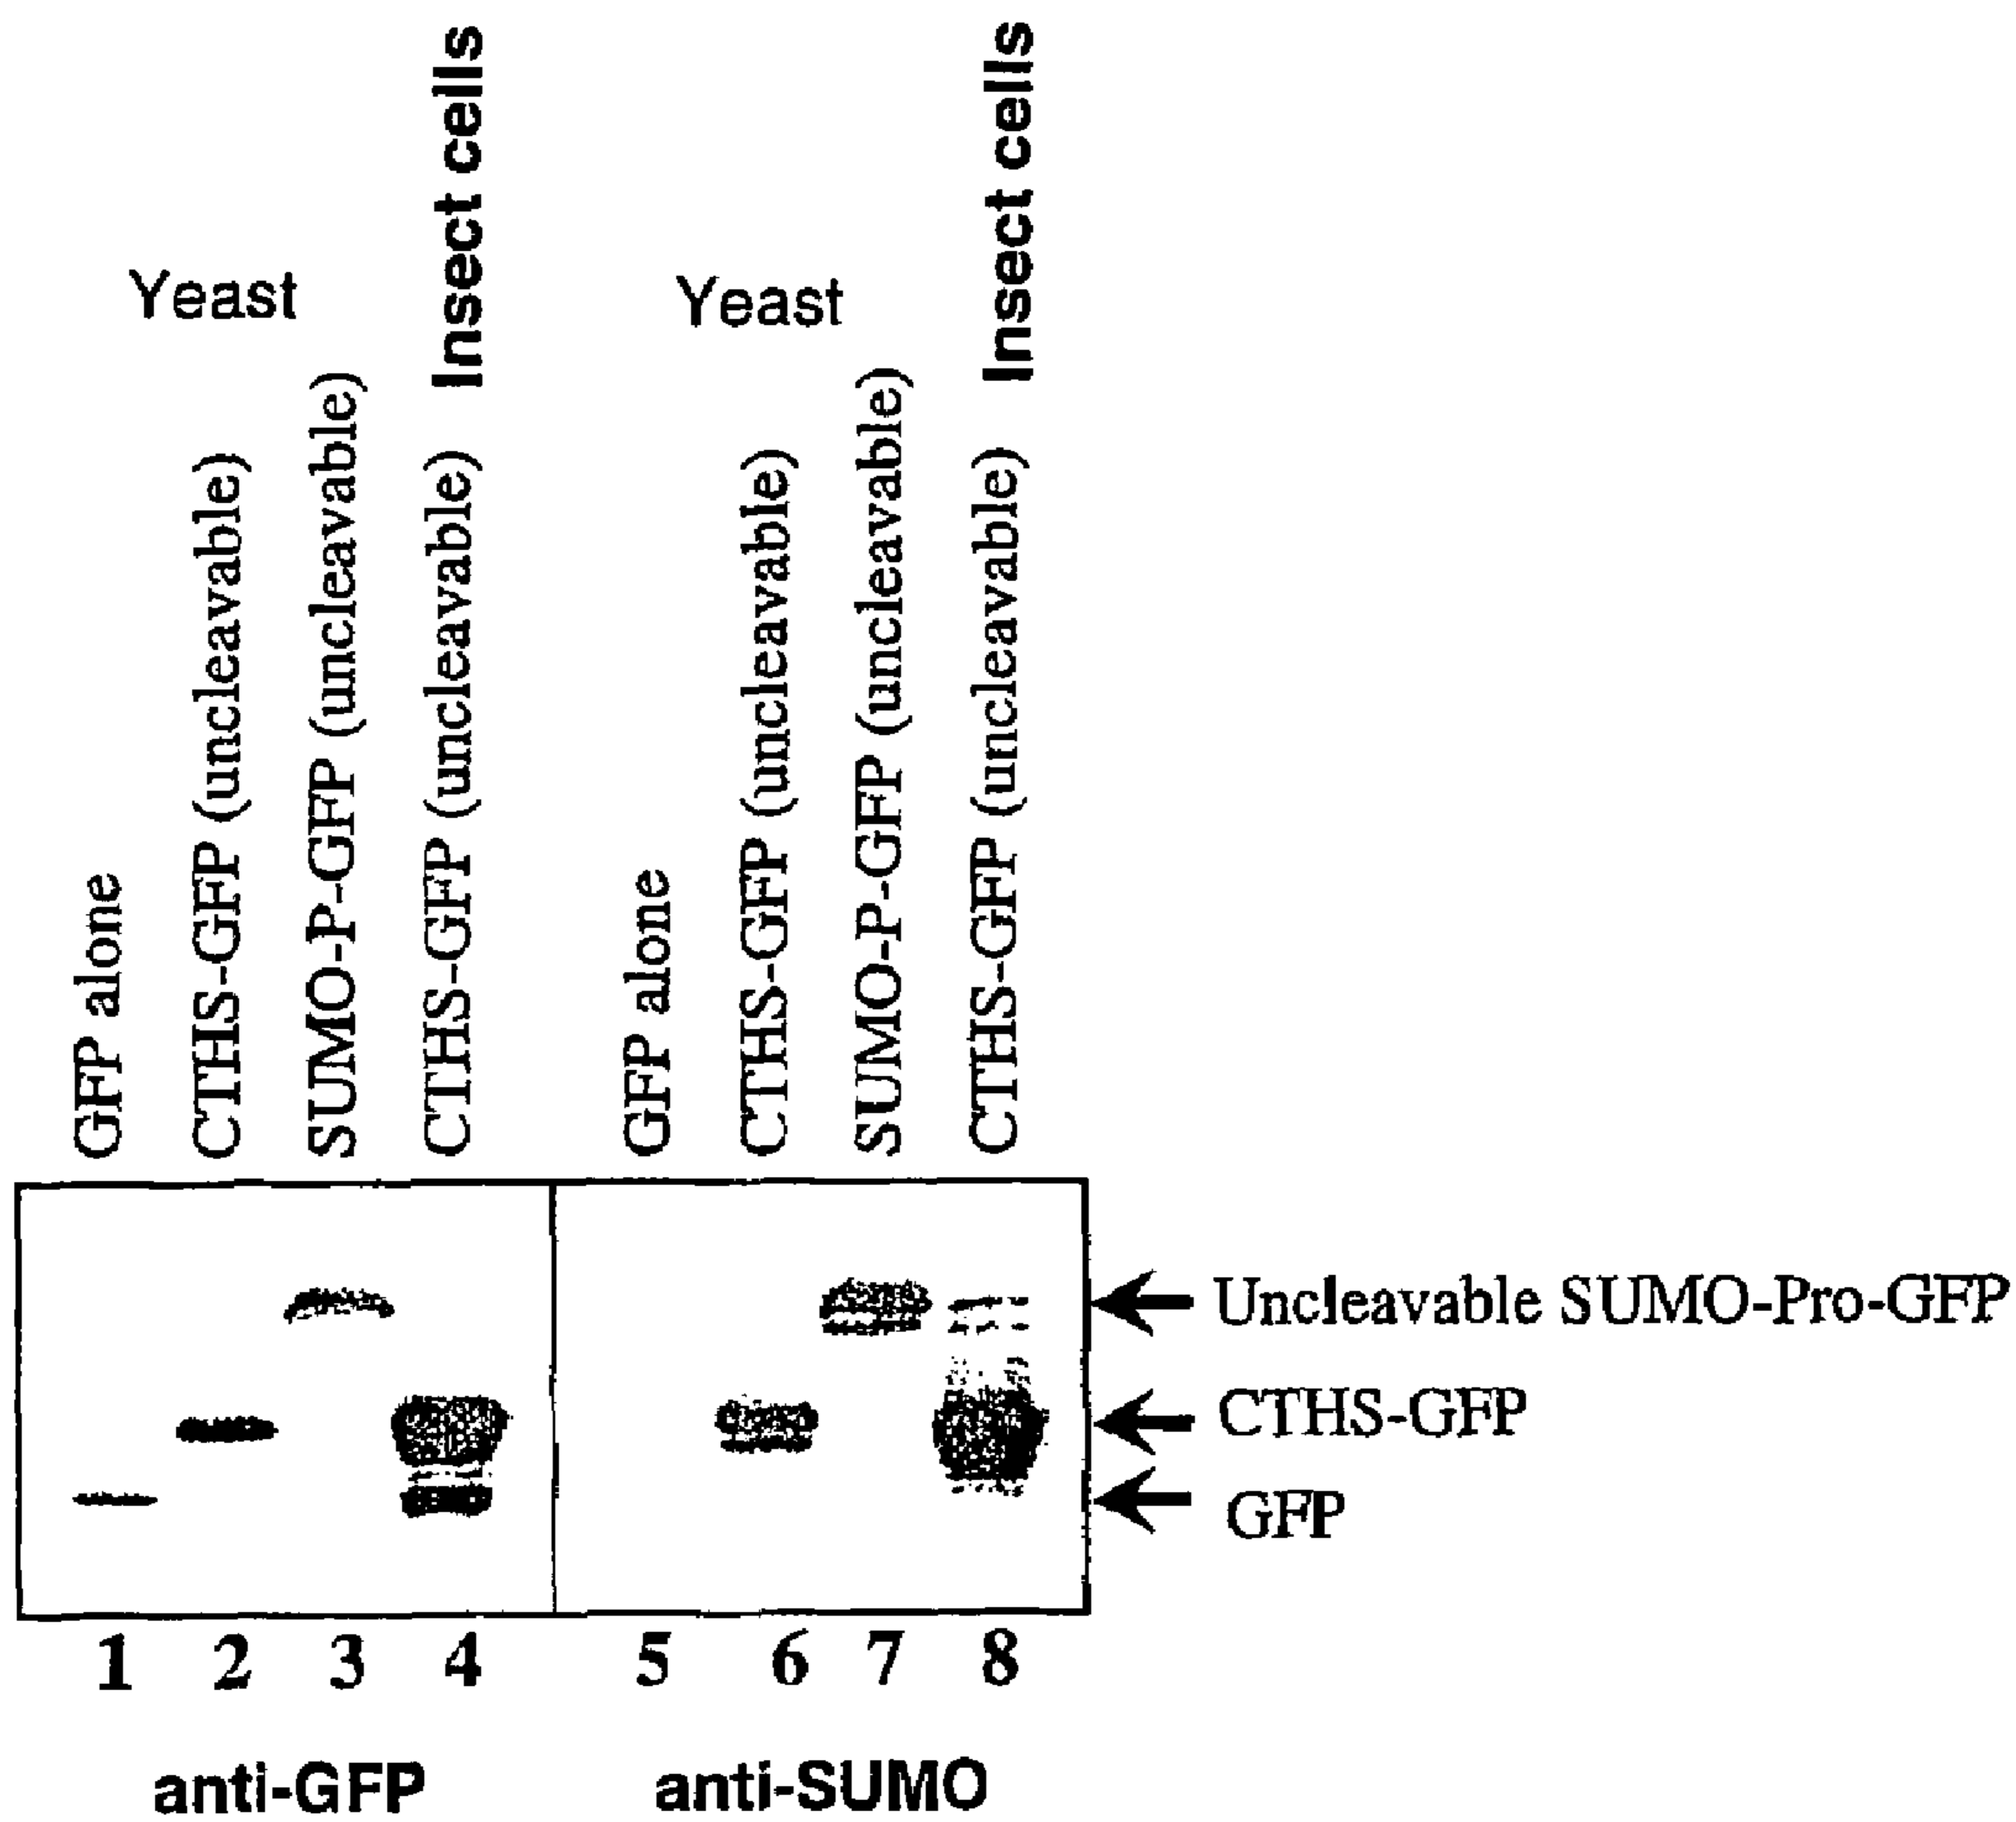 Yeast
Insect cells
Yeast
Insect cells
GFP alone
CTHS-GFP (uncleavable)
SUMO-P-GFP (uncleavable)
CTHS-GFP (uncleavable)
GFP alone
CTHS-GFP (uncleavable)
SUMO-P-GFP (uncleavable)
CTHS-GFP (uncleavable)
Uncleavable SUMO-Pro-GFP
CTHS-GFP
GFP
1 2 3 4 5 6 7 8
anti-GFP anti-SUMO